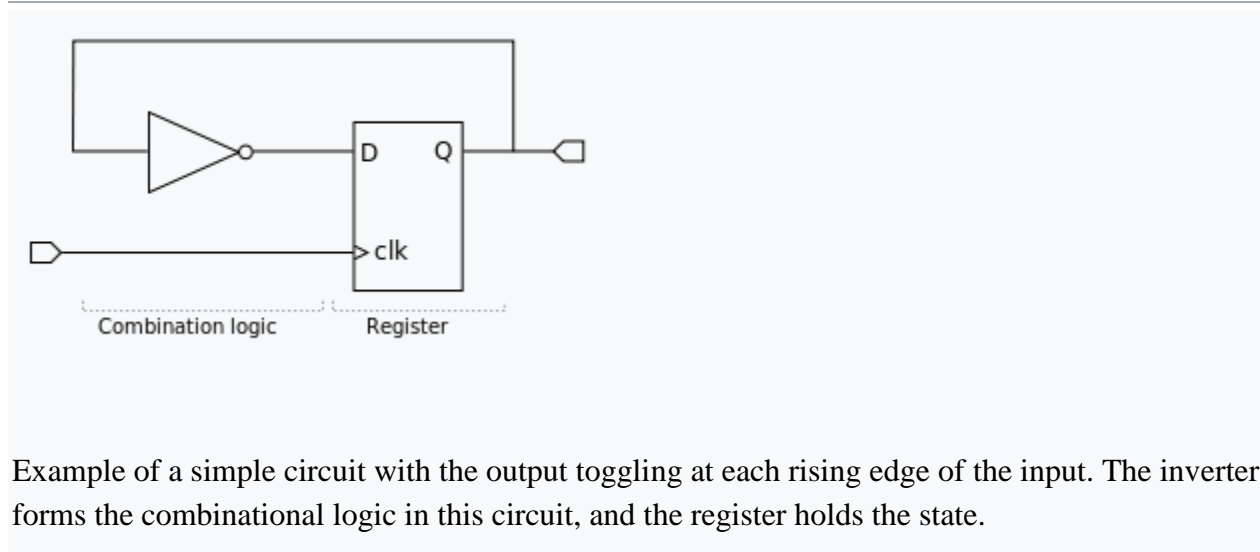 D Q
clk
Combination logic Register
Example of a simple circuit with the output toggling at each rising edge of the input. The inverter
forms the combinational logic in this circuit, and the register holds the state.